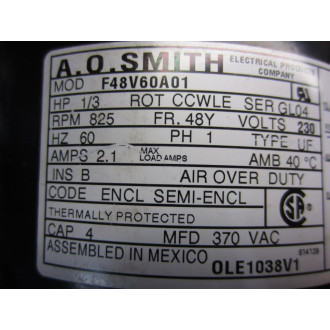 A.O. SMITH ELECTRICAL PRODUCTS COMPANY
MOD F48V60A01
HP 1/3 ROT CCWLE SER GL04
RPM 825 FR. 48Y VOLTS 230
HZ 60 PH 1 TYPE UF
AMPS 2.1 MAX LOAD AMPS AMB 40 °C
INS B AIR OVER DUTY
CODE ENCL SEMI-ENCL
THERMALLY PROTECTED
CAP 4 MFD 370 VAC
ASSEMBLED IN MEXICO OLE1038V1